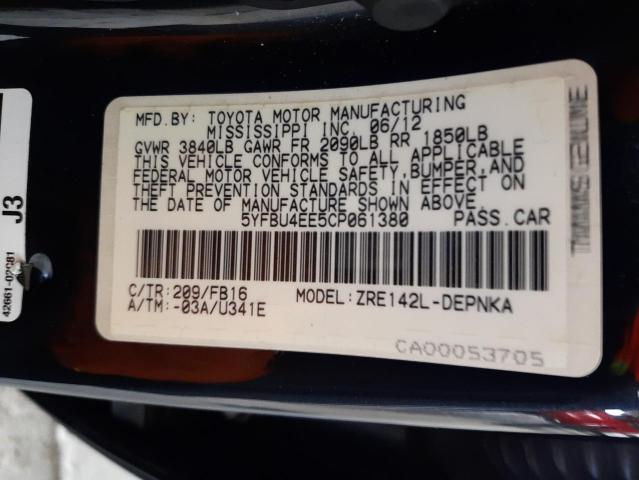 MFD.BY: TOYOTA MOTOR MANUFACTURING
MISSISSIPPI INC. 06/12
GVWR 3840LB GAWR FR 2090LB RR 1850LB
THIS VEHICLE CONFORMS TO ALL APPLICABLE
FEDERAL MOTOR VEHICLE SAFETY,BUMPER,AND
THEFT PREVENTION STANDARDS IN EFFECT ON
THE DATE OF MANUFACTURE SHOWN ABOVE.
5YFBU4EE5CP061380 PASS.CAR
C/TR:209/FB16 MODEL:ZRE142L-DEPNKA
A/TM:-03A/U341E
CA00053705
J3